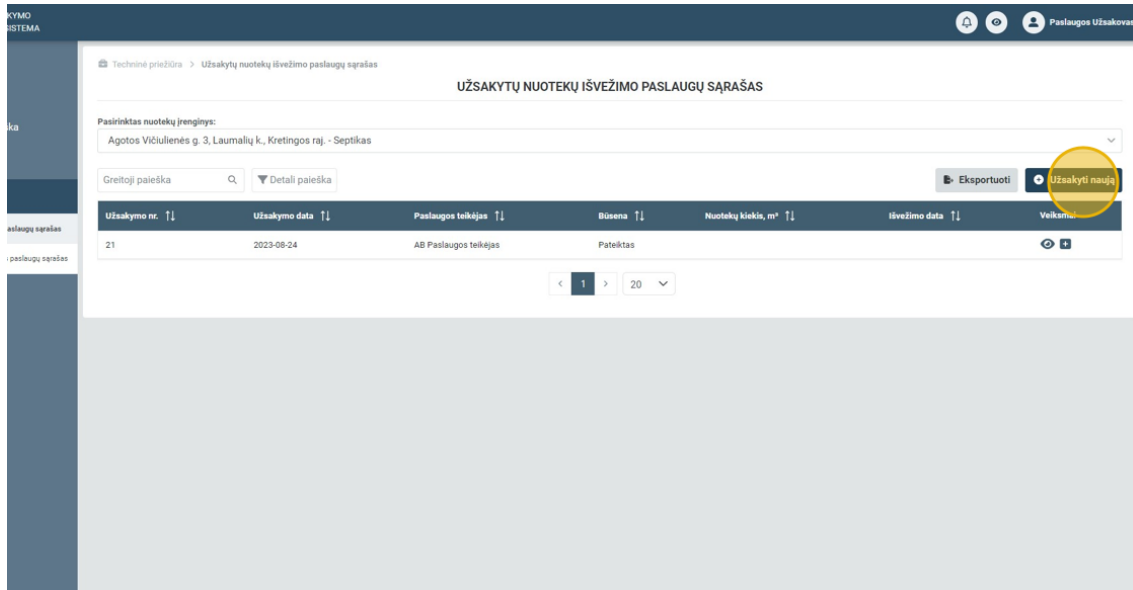 KYMO
SISTEMA
Paslaugos Užsakovas
Techninė priežiūra > Užsakytų nuotekų išvežimo paslaugų sąrašas
UŽSAKYTŲ NUOTEKŲ IŠVEŽIMO PASLAUGŲ SĄRAŠAS
Pasirinktas nuotekų įrenginys:
Agotos Vičiulienės g. 3, Laumalių k., Kretingos raj. - Septikas
ška
Greitoji paieška
Detali paieška
Eksportuoti
Užsakyti naują
Užsakymo nr. Užsakymo data Paslaugos teikėjas Būsena Nuotekų kiekis, m³ Išvežimo data Veiksmai
paslaugų sąrašas
21 2023-08-24 AB Paslaugos teikėjas Pateiktas
paslaugų sąrašas
< 1 > 20